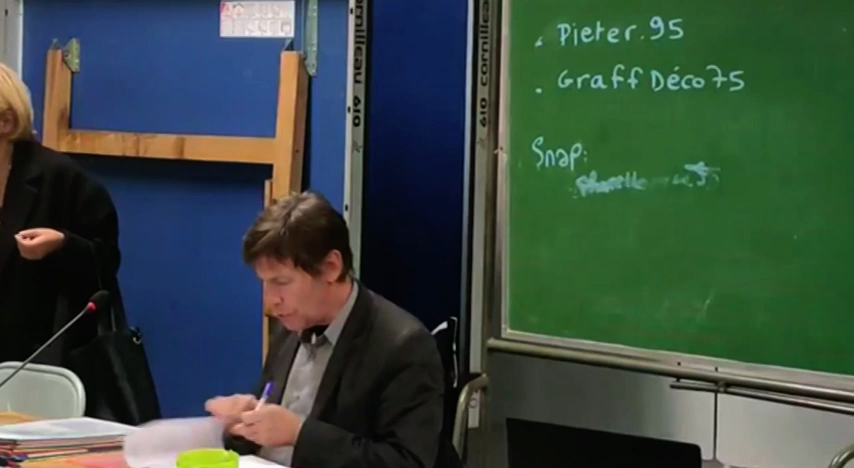 Pieter.95
Graff Déco75
Snap:
cornilleau 610
610 cornilleau